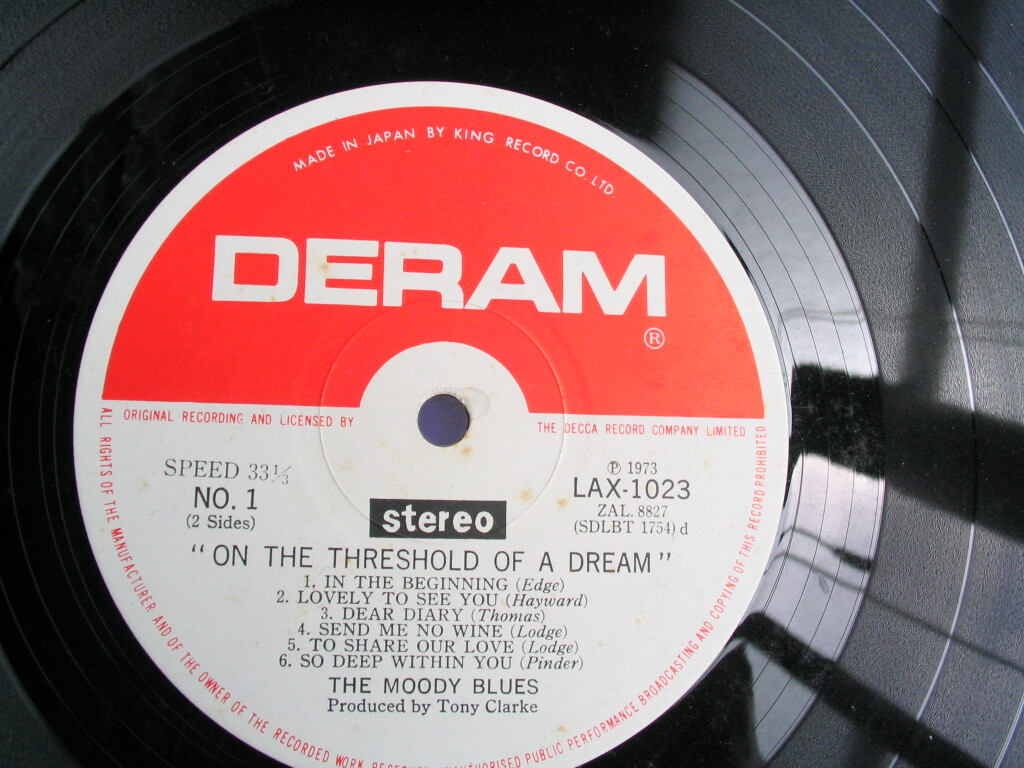 MADE IN JAPAN BY KING RECORD CO. LTD.
DERAM
®
ORIGINAL RECORDING AND LICENSED BY
THE DECCA RECORD COMPANY LIMITED
SPEED 33⅓
NO. 1
(2 Sides)
℗ 1973
LAX-1023
ZAL. 8827
(SDLBT 1754) d
stereo
"ON THE THRESHOLD OF A DREAM"
1. IN THE BEGINNING (Edge)
2. LOVELY TO SEE YOU (Hayward)
3. DEAR DIARY (Thomas)
4. SEND ME NO WINE (Lodge)
5. TO SHARE OUR LOVE (Lodge)
6. SO DEEP WITHIN YOU (Pinder)
THE MOODY BLUES
Produced by Tony Clarke
ALL RIGHTS OF THE MANUFACTURER AND OF THE OWNER OF THE RECORDED WORK PUBLIC PERFORMANCE BROADCASTING AND COPYING OF THIS RECORD PROHIBITED